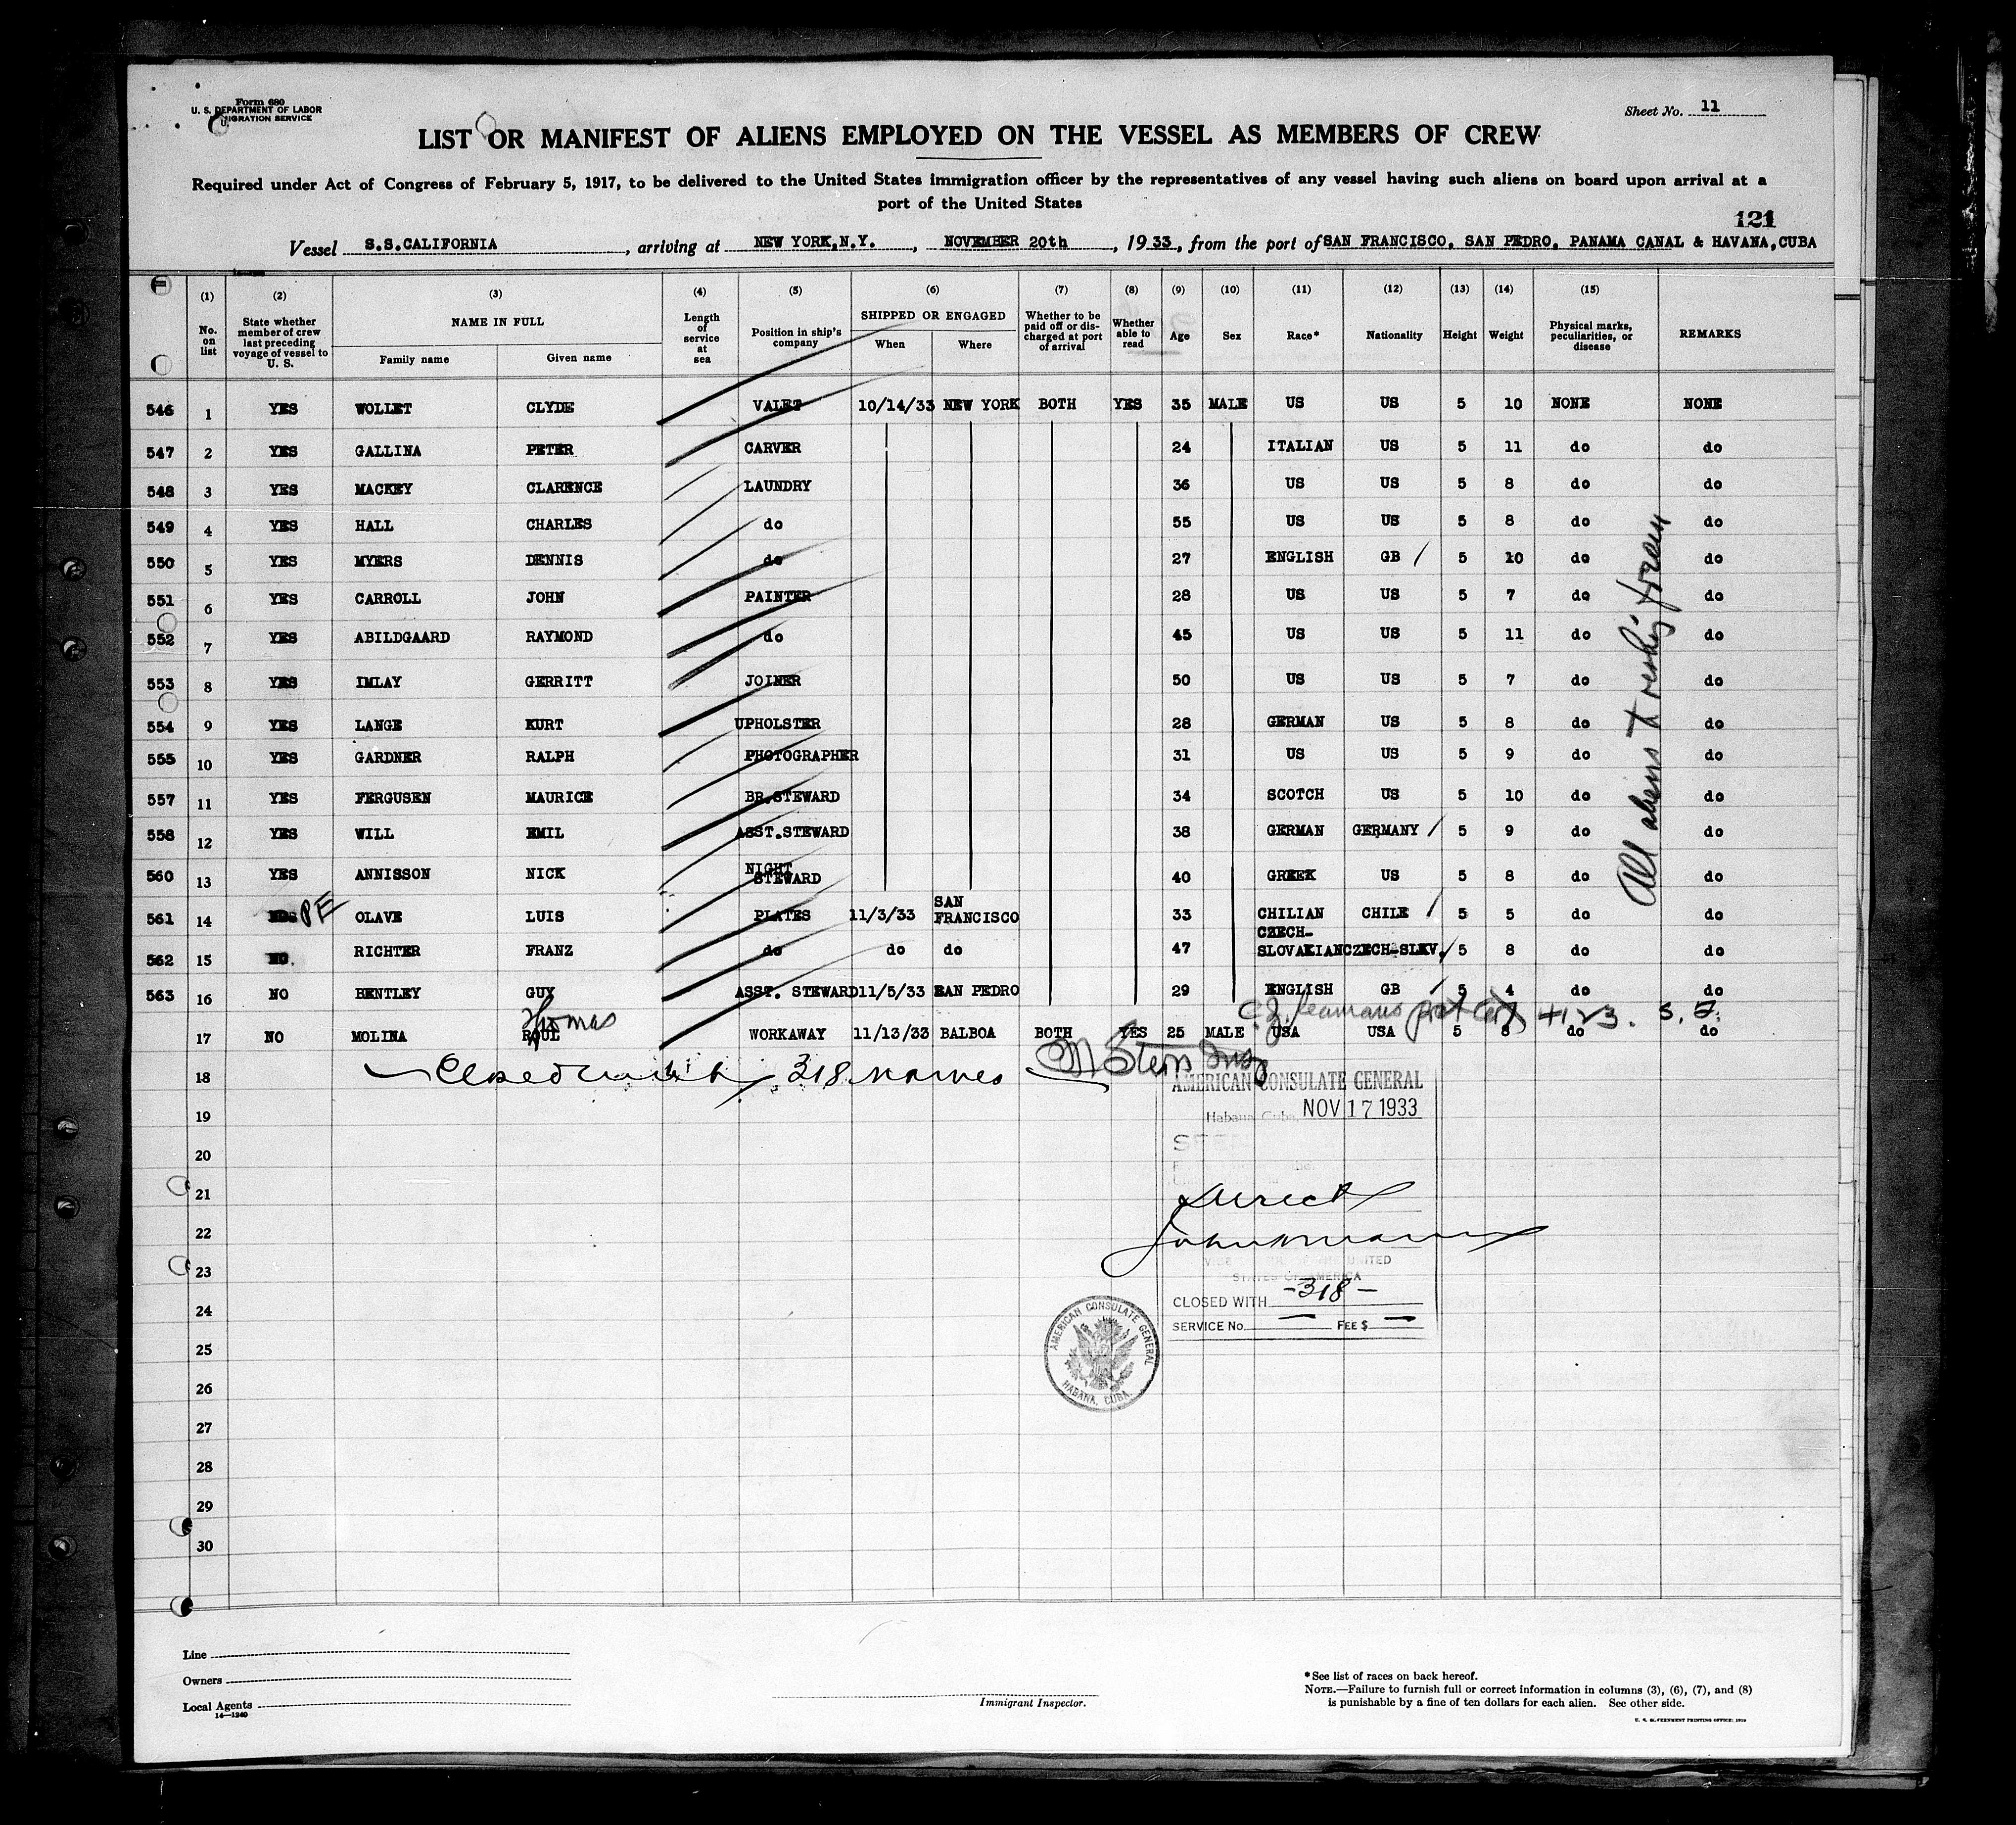 Form 680
U. S. DEPARTMENT OF LABOR
IMMIGRATION SERVICE
Sheet No. 11
LIST OR MANIFEST OF ALIENS EMPLOYED ON THE VESSEL AS MEMBERS OF CREW
Required under Act of Congress of February 5, 1917, to be delivered to the United States immigration officer by the representatives of any vessel having such aliens on board upon arrival at a
port of the United States
121
Vessel S.S.CALIFORNIA, arriving at NEW YORK,N.Y., NOVEMBER 20th, 1933, from the port of SAN FRANCISCO, SAN PEDRO, PANAMA CANAL & HAVANA,CUBA
(1) No. on list (2) State whether member of crew last preceding voyage of vessel to U. S. (3) NAME IN FULL Family name Given name (4) Length of service at sea (5) Position in ship's company (6) SHIPPED OR ENGAGED When Where (7) Whether to be paid off or discharged at port of arrival (8) Whether able to read (9) Age (10) Sex (11) Race* (12) Nationality (13) Height (14) Weight (15) Physical marks, peculiarities, or disease REMARKS
546 1 YES WOLLET CLYDE VALET 10/14/33 NEW YORK BOTH YES 35 MALE US US 5 10 NONE NONE
547 2 YES GALLINA PETER CARVER 24 ITALIAN US 5 11 do do
548 3 YES MACKEY CLARENCE LAUNDRY 36 US US 5 8 do do
549 4 YES HALL CHARLES do 55 US US 5 8 do do
550 5 YES MYERS DENNIS do 27 ENGLISH GB 5 10 do do
551 6 YES CARROLL JOHN PAINTER 28 US US 5 7 do do
552 7 YES ABILDGAARD RAYMOND do 45 US US 5 11 do do
553 8 YES IMLAY GERRITT JOINER 50 US US 5 7 do do
554 9 YES LANGE KURT UPHOLSTER 28 GERMAN US 5 8 do do
555 10 YES GARDNER RALPH PHOTOGRAPHER 31 US US 5 9 do do
557 11 YES FERGUSEN MAURICE BR.STEWARD 34 SCOTCH US 5 10 do do
558 12 YES WILL EMIL ASST.STEWARD 38 GERMAN GERMANY 5 9 do do
560 13 YES ANNISSON NICK NIGHT STEWARD 40 GREEK US 5 8 do do
561 14 PE OLAVE LUIS PLATES 11/3/33 SAN FRANCISCO 33 CHILIAN CHILE 5 5 do do
562 15 NO. RICHTER FRANZ do do do 47 CZECH-SLOVAKIAN CZECH-SLKV. 5 8 do do
563 16 NO BENTLEY GUY ASST. STEWARD 11/5/33 SAN PEDRO 29 ENGLISH GB 5 4 do do
Thomas
17 NO MOLINA ROUL WORKAWAY 11/13/33 BALBOA BOTH YES 25 MALE USA USA 5 8 do do
All aliens to reship foreign
18 Closed with 318 names
19
20
21
22
23
24
25
26
27
28
29
30
AMERICAN CONSULATE GENERAL
Habana, Cuba, NOV 17 1933
Direct
UNITED
STATES OF AMERICA
CLOSED WITH -318-
SERVICE No. FEE $
AMERICAN CONSULATE GENERAL
HABANA, CUBA.
Line
Owners
Local Agents
14—1240
Immigrant Inspector.
*See list of races on back hereof.
NOTE.—Failure to furnish full or correct information in columns (3), (6), (7), and (8)
is punishable by a fine of ten dollars for each alien. See other side.